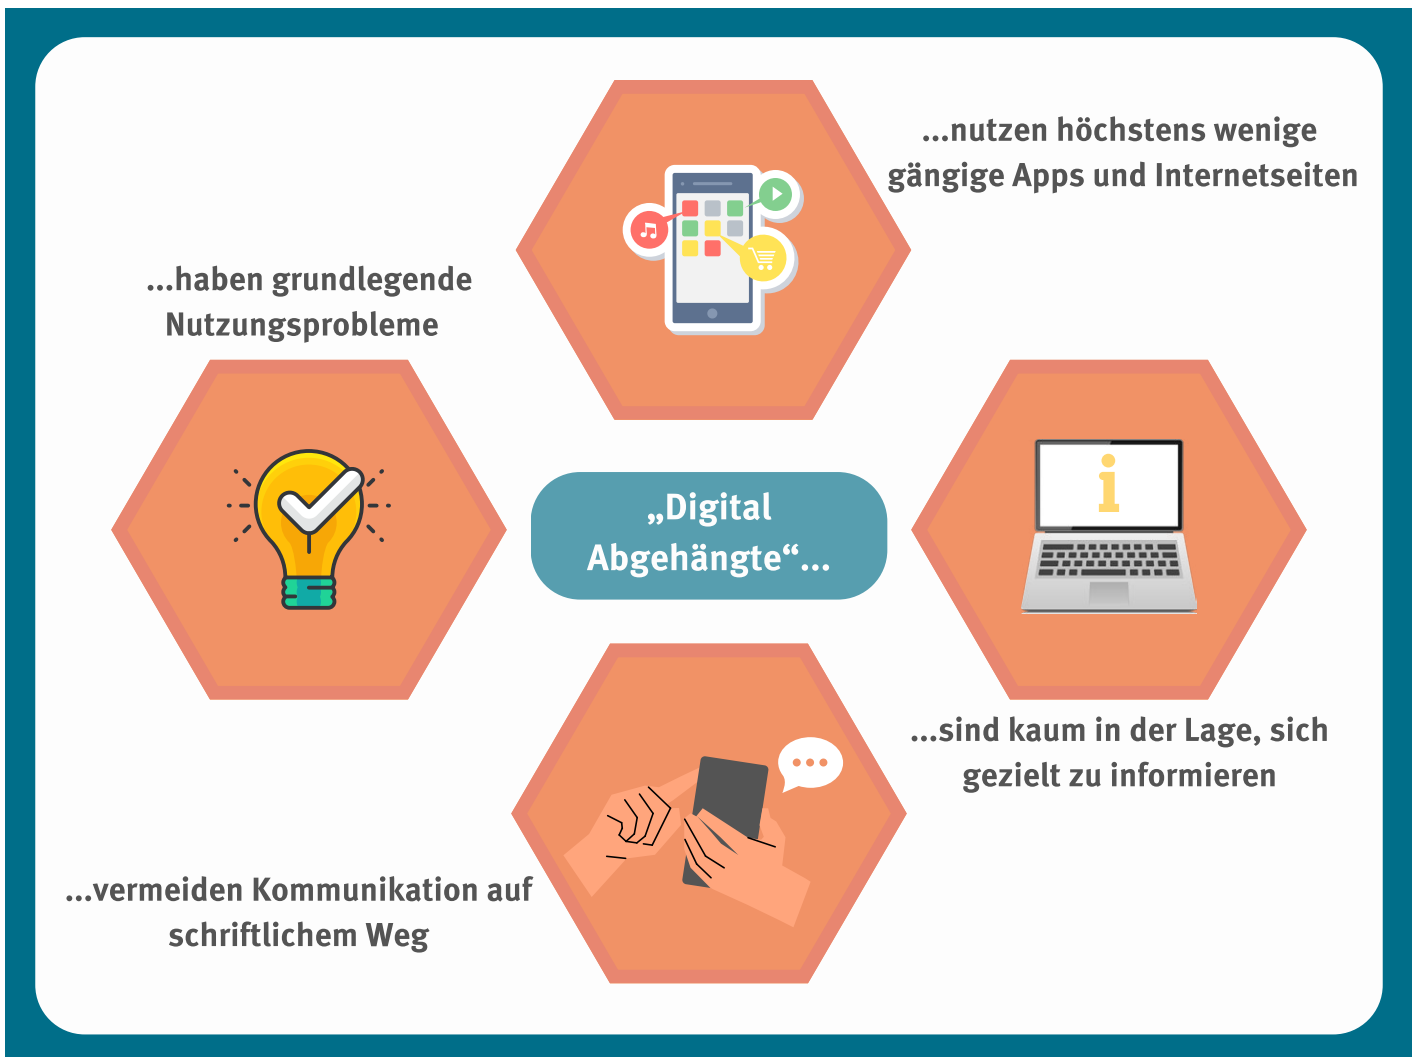 ...nutzen höchstens wenige
gängige Apps und Internetseiten
...haben grundlegende
Nutzungsprobleme
„Digital
Abgehängte“...
...sind kaum in der Lage, sich
gezielt zu informieren
...vermeiden Kommunikation auf
schriftlichem Weg